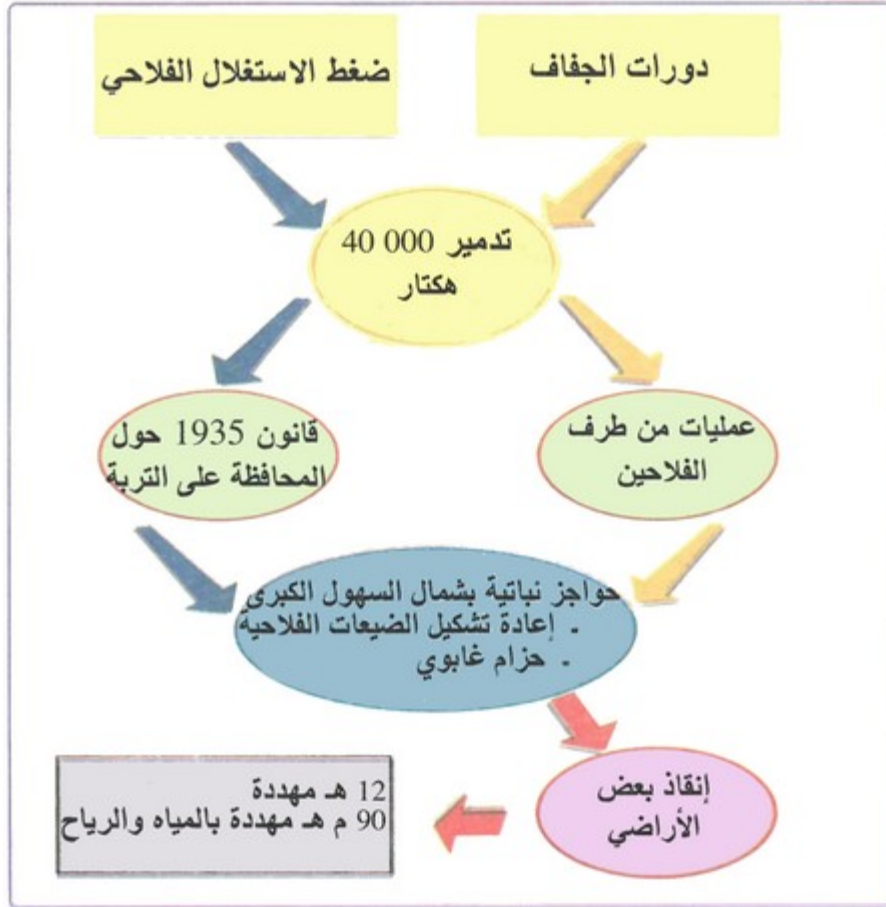 دورات الجفاف
ضغط الاستغلال الفلاحي
تدمير 000 40
هكتار
عمليات من طرف
الفلاحين
قانون 1935 حول
المحافظة على التربة
حواجز نباتية بشمال السهول الكبرى
- إعادة تشكيل الضيعات الفلاحية
- حزام غابوي
إنقاذ بعض
الأراضي
12 هـ مهددة
90 م هـ مهددة بالمياه والرياح